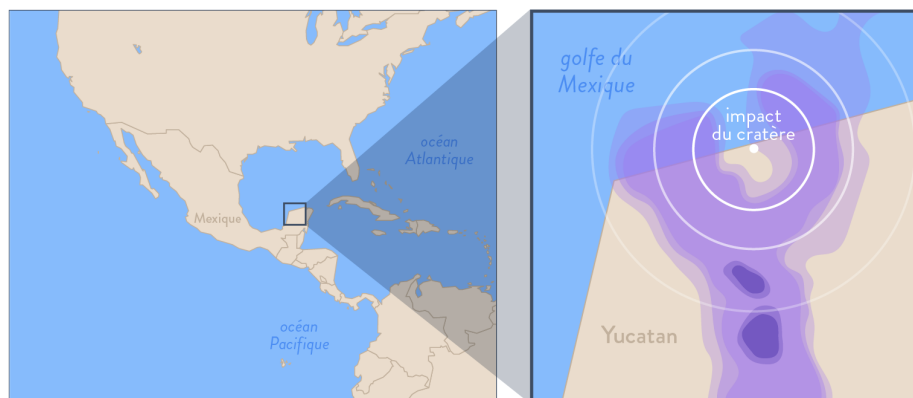 océan
Atlantique
Mexique
océan
Pacifique
golfe du
Mexique
impact
du cratère
Yucatan